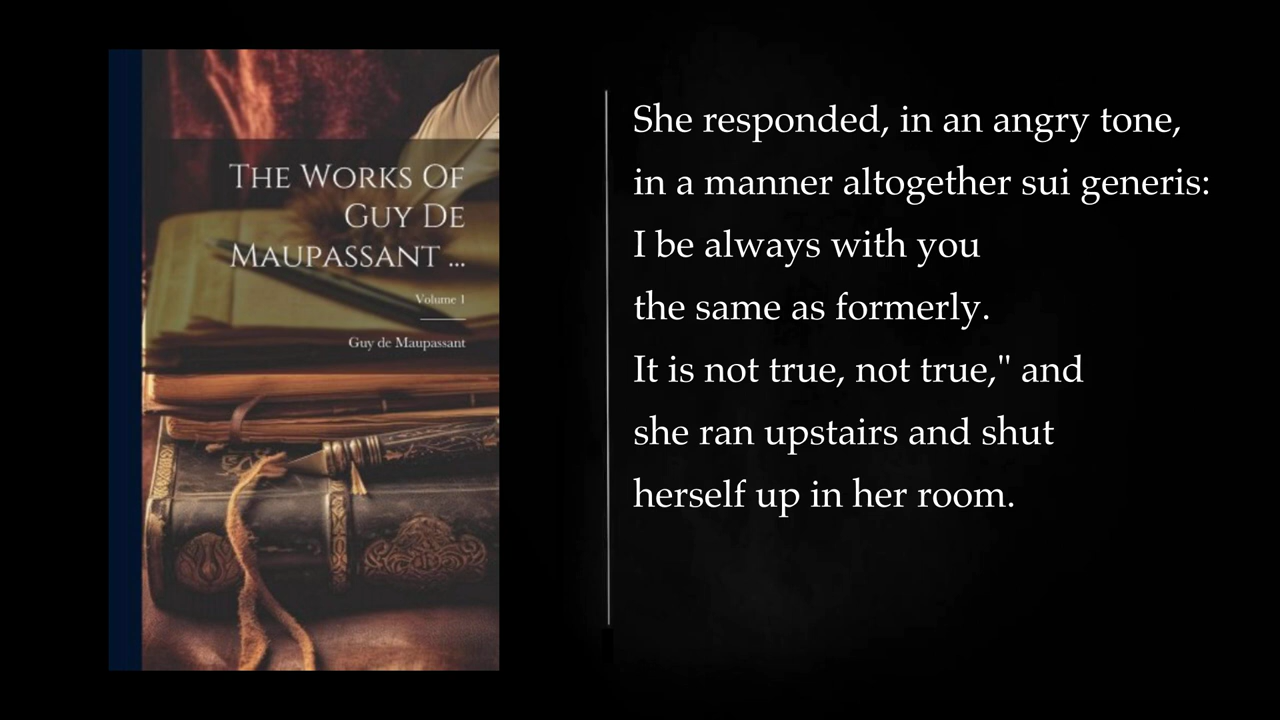 The Works Of
Guy De
Maupassant ...
Volume 1
Guy de Maupassant
She responded, in an angry tone,
in a manner altogether sui generis:
I be always with you
the same as formerly.
It is not true, not true," and
she ran upstairs and shut
herself up in her room.